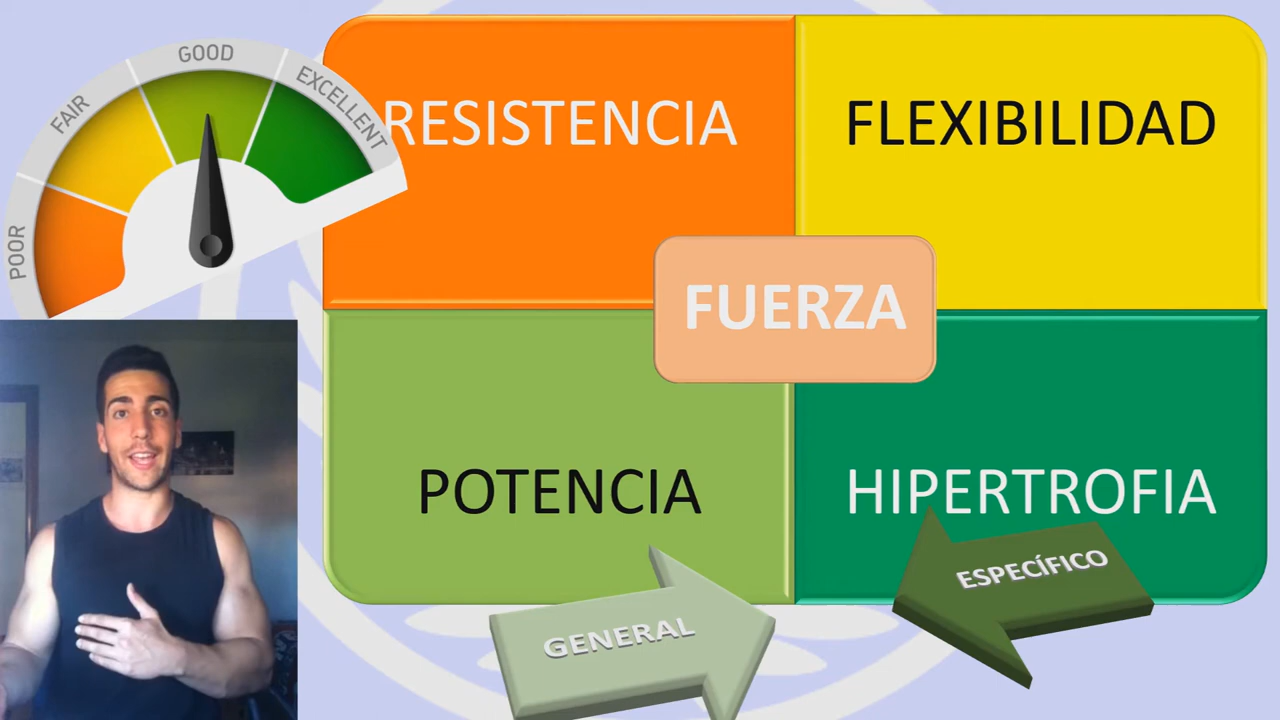 POOR
FAIR
GOOD
EXCELLENT
RESISTENCIA
FLEXIBILIDAD
FUERZA
POTENCIA
HIPERTROFIA
GENERAL
ESPECÍFICO